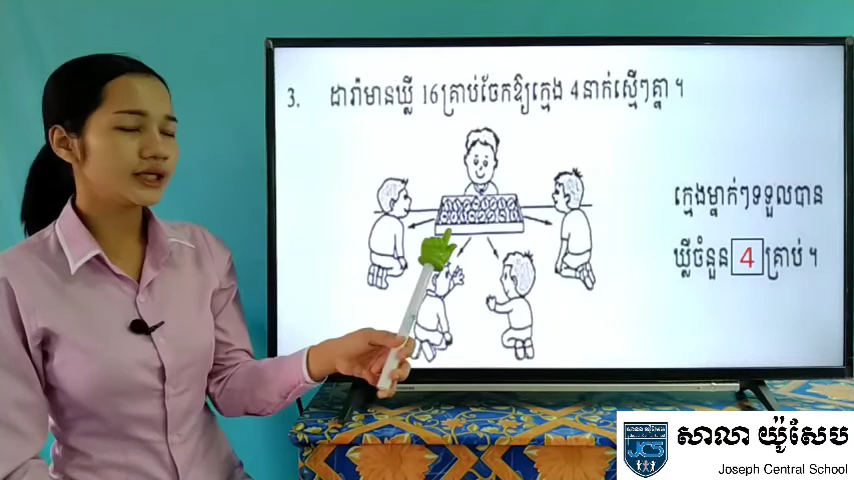 3. ដារ៉ាមានឃ្លី 16គ្រាប់ចែកឱ្យក្មេង 4នាក់ស្មើៗគ្នា ។
ក្មេងម្នាក់ៗទទួលបាន
ឃ្លីចំនួន 4 គ្រាប់ ។
សាលា យ៉ូសែប
Joseph Central School
JCS